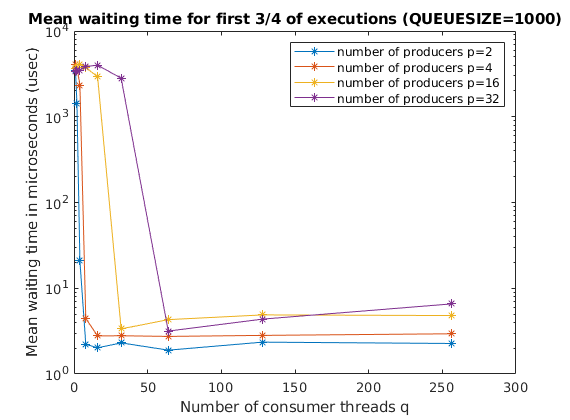 Mean waiting time for first 3/4 of executions (QUEUESIZE=1000)
10^4
10^3
10^2
10^1
10^0
Mean waiting time in microseconds (usec)
number of producers p=2
number of producers p=4
number of producers p=16
number of producers p=32
0 50 100 150 200 250 300
Number of consumer threads q